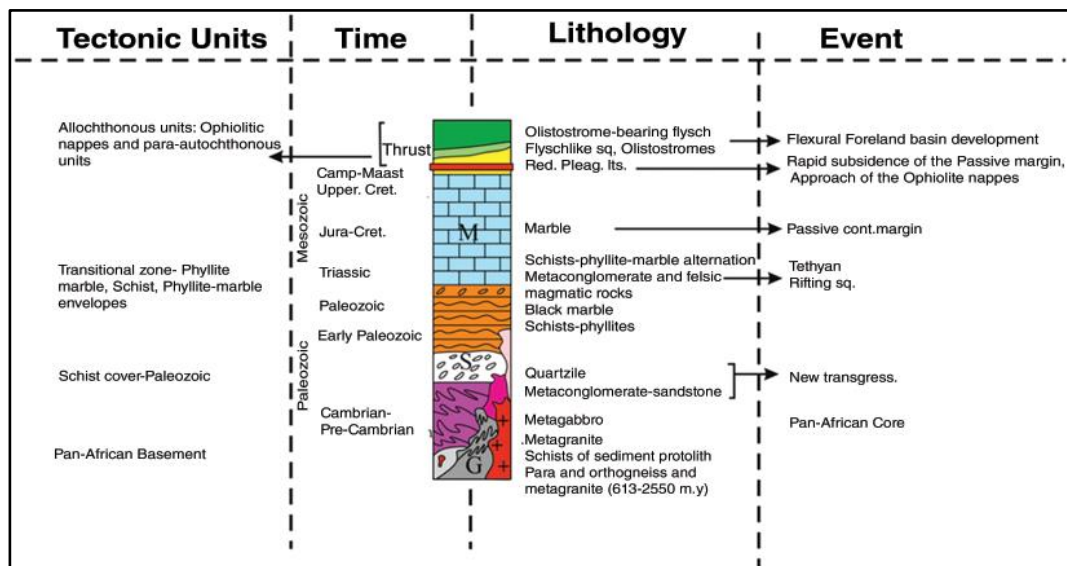 Tectonic Units
Time
Lithology
Event
Allochthonous units: Ophiolitic
nappes and para-autochthonous
units
Transitional zone- Phyllite
marble, Schist, Phyllite-marble
envelopes
Schist cover-Paleozoic
Pan-African Basement
Thrust
Camp-Maast
Upper. Cret.
Mesozoic
Jura-Cret.
Triassic
Paleozoic
Early Paleozoic
Paleozoic
Cambrian-
Pre-Cambrian
M
S
G
Olistostrome-bearing flysch
Flyschlike sq, Olistostromes
Red. Pleag. lts.
Marble
Schists-phyllite-marble alternation
Metaconglomerate and felsic
magmatic rocks
Black marble
Schists-phyllites
Quartzile
Metaconglomerate-sandstone
Metagabbro
.Metagranite
Schists of sediment protolith
Para and orthogneiss and
metagranite (613-2550 m.y)
Flexural Foreland basin development
Rapid subsidence of the Passive margin,
Approach of the Ophiolite nappes
Passive cont.margin
Tethyan
Rifting sq.
New transgress.
Pan-African Core